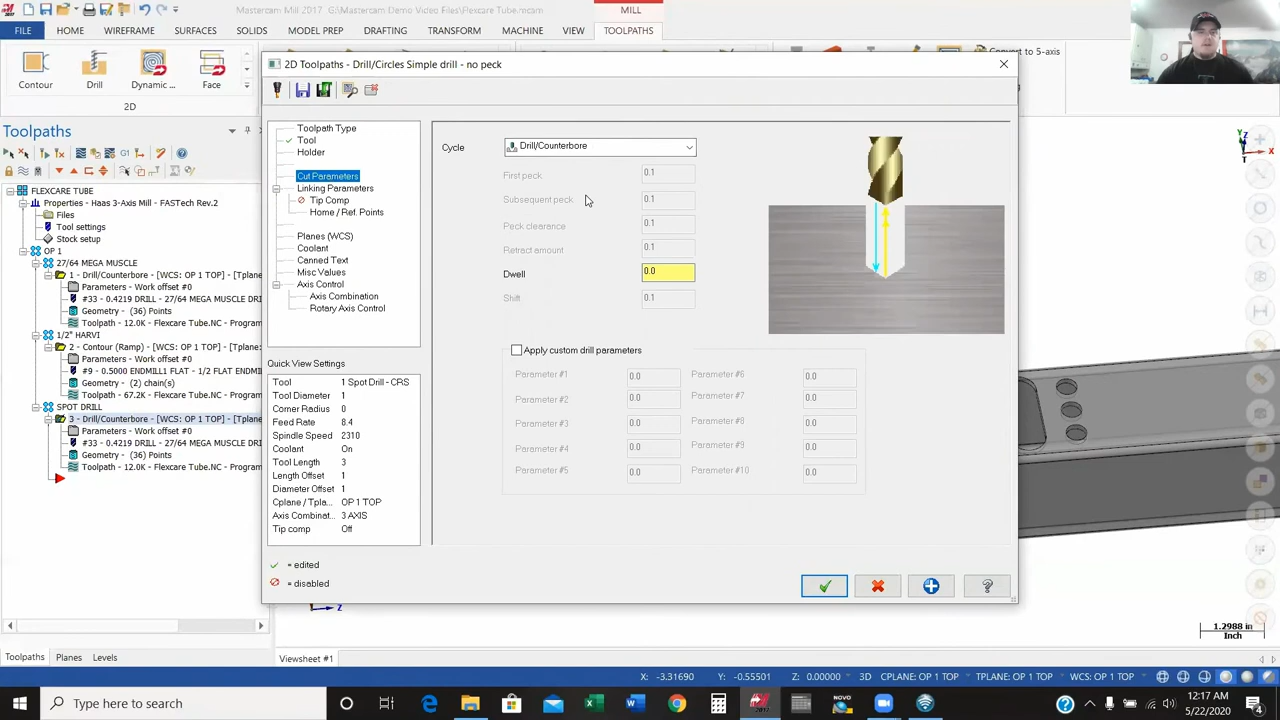 Mastercam Mill 2017 G:\Mastercam Demo Video Files\Flexcare Tube.mcam
MILL
FILE HOME WIREFRAME SURFACES SOLIDS MODEL PREP DRAFTING TRANSFORM MACHINE VIEW TOOLPATHS
Contour Drill Dynamic ... Face
2D
Convert to 5-axis
2D Toolpaths - Drill/Circles Simple drill - no peck
Toolpaths
FLEXCARE TUBE
Properties - Haas 3-Axis Mill - FASTech Rev.2
Files
Tool settings
Stock setup
OP 1
27/64 MEGA MUSCLE
1 - Drill/Counterbore - [WCS: OP 1 TOP] - [Tplane
Parameters - Work offset #0
#33 - 0.4219 DRILL - 27/64 MEGA MUSCLE DR
Geometry - (36) Points
Toolpath - 12.0K - Flexcare Tube.NC - Program
1/2" HARVI
2 - Contour (Ramp) - [WCS: OP 1 TOP] - [Tplane:
Parameters - Work offset #0
#9 - 0.5000 ENDMILL1 FLAT - 1/2 FLAT ENDM
Geometry - (2) chain(s)
Toolpath - 67.2K - Flexcare Tube.NC - Program
SPOT DRILL
3 - Drill/Counterbore - [WCS: OP 1 TOP] - [Tplane
Parameters - Work offset #0
#33 - 0.4219 DRILL - 27/64 MEGA MUSCLE DR
Geometry - (36) Points
Toolpath - 12.0K - Flexcare Tube.NC - Program
Toolpath Type
Tool
Holder
Cut Parameters
Linking Parameters
Tip Comp
Home / Ref. Points
Planes (WCS)
Coolant
Canned Text
Misc Values
Axis Control
Axis Combination
Rotary Axis Control
Quick View Settings
Tool 1 Spot Drill - CRS
Tool Diameter 1
Corner Radius 0
Feed Rate 8.4
Spindle Speed 2310
Coolant On
Tool Length 3
Length Offset 1
Diameter Offset 1
Cplane / Tpla... OP 1 TOP
Axis Combinat... 3 AXIS
Tip comp Off
= edited
= disabled
Cycle Drill/Counterbore
First peck 0.1
Subsequent peck 0.1
Peck clearance 0.1
Retract amount 0.1
Dwell 0.0
Shift 0.1
Apply custom drill parameters
Parameter #1 0.0 Parameter #6 0.0
Parameter #2 0.0 Parameter #7 0.0
Parameter #3 0.0 Parameter #8 0.0
Parameter #4 0.0 Parameter #9 0.0
Parameter #5 0.0 Parameter #10 0.0
Z
Y
X
T
1.2988 in
Inch
Toolpaths Planes Levels
Viewsheet #1
X: -3.31690 Y: -0.55501 Z: 0.00000 3D CPLANE: OP 1 TOP TPLANE: OP 1 TOP WCS: OP 1 TOP
Type here to search
12:17 AM
5/22/2020